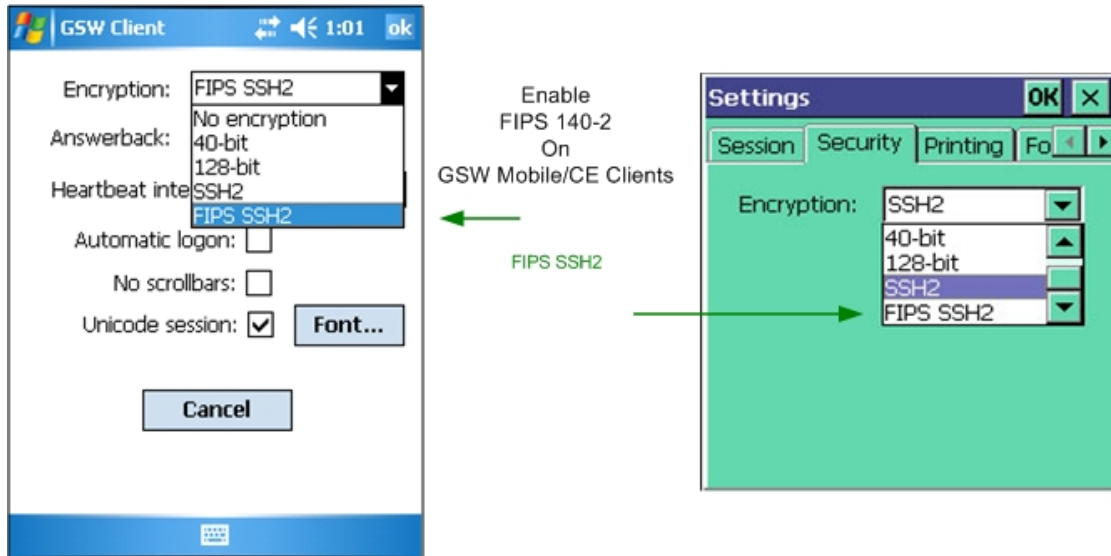 GSW Client 1:01 ok
Encryption: FIPS SSH2
No encryption
Answerback: 40-bit
128-bit
Heartbeat inte SSH2
FIPS SSH2
Automatic logon:
No scrollbars:
Unicode session: Font...
Cancel
Enable
FIPS 140-2
On
GSW Mobile/CE Clients
FIPS SSH2
Settings OK
Session Security Printing Fo
Encryption: SSH2
40-bit
128-bit
SSH2
FIPS SSH2